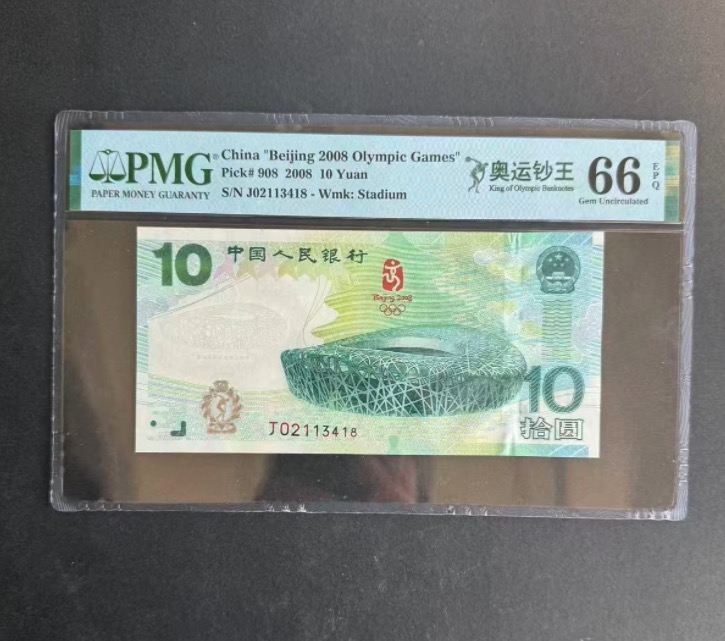 PMG®
PAPER MONEY GUARANTY
China "Beijing 2008 Olympic Games"
Pick# 908 2008 10 Yuan
S/N J02113418 - Wmk: Stadium
奥运钞王
King of Olympic Banknotes
66
Gem Uncirculated
EPQ
10
中国人民银行
Beijing 2008
J02113418
10
拾圆